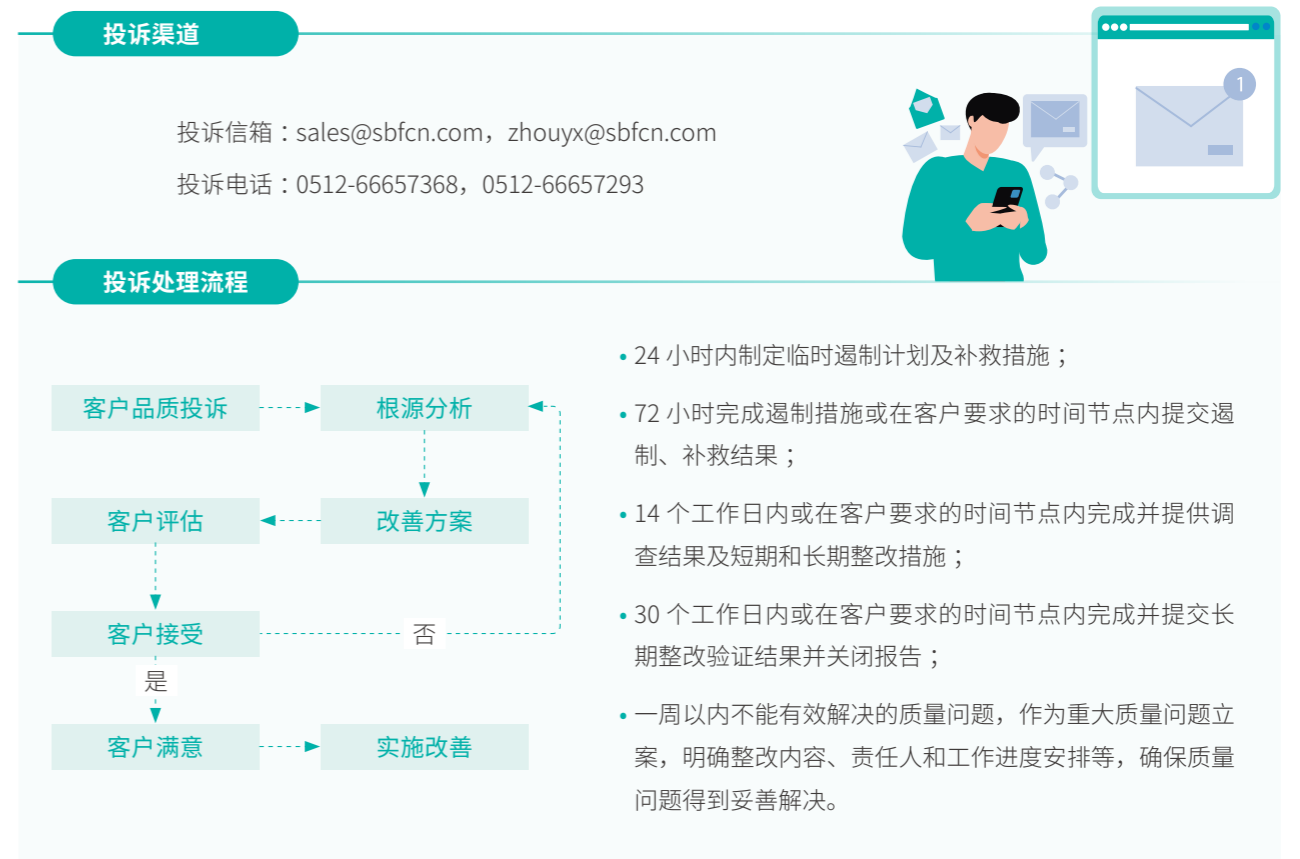 投诉渠道
1
投诉信箱：sales@sbfcn.com，zhouyx@sbfcn.com
投诉电话：0512-66657368，0512-66657293
投诉处理流程
客户品质投诉
根源分析
客户评估
改善方案
客户接受
否
是
客户满意
实施改善
• 24 小时内制定临时遏制计划及补救措施；
• 72 小时完成遏制措施或在客户要求的时间节点内提交遏
制、补救结果；
• 14 个工作日内或在客户要求的时间节点内完成并提供调
查结果及短期和长期整改措施；
• 30 个工作日内或在客户要求的时间节点内完成并提交长
期整改验证结果并关闭报告；
• 一周以内不能有效解决的质量问题，作为重大质量问题立
案，明确整改内容、责任人和工作进度安排等，确保质量
问题得到妥善解决。